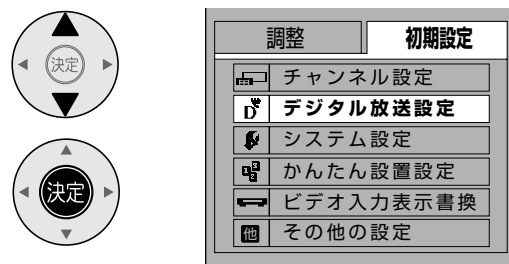 決定
決定
調整 初期設定
チャンネル設定
デジタル放送設定
システム設定
かんたん設置設定
ビデオ入力表示書換
他 その他の設定